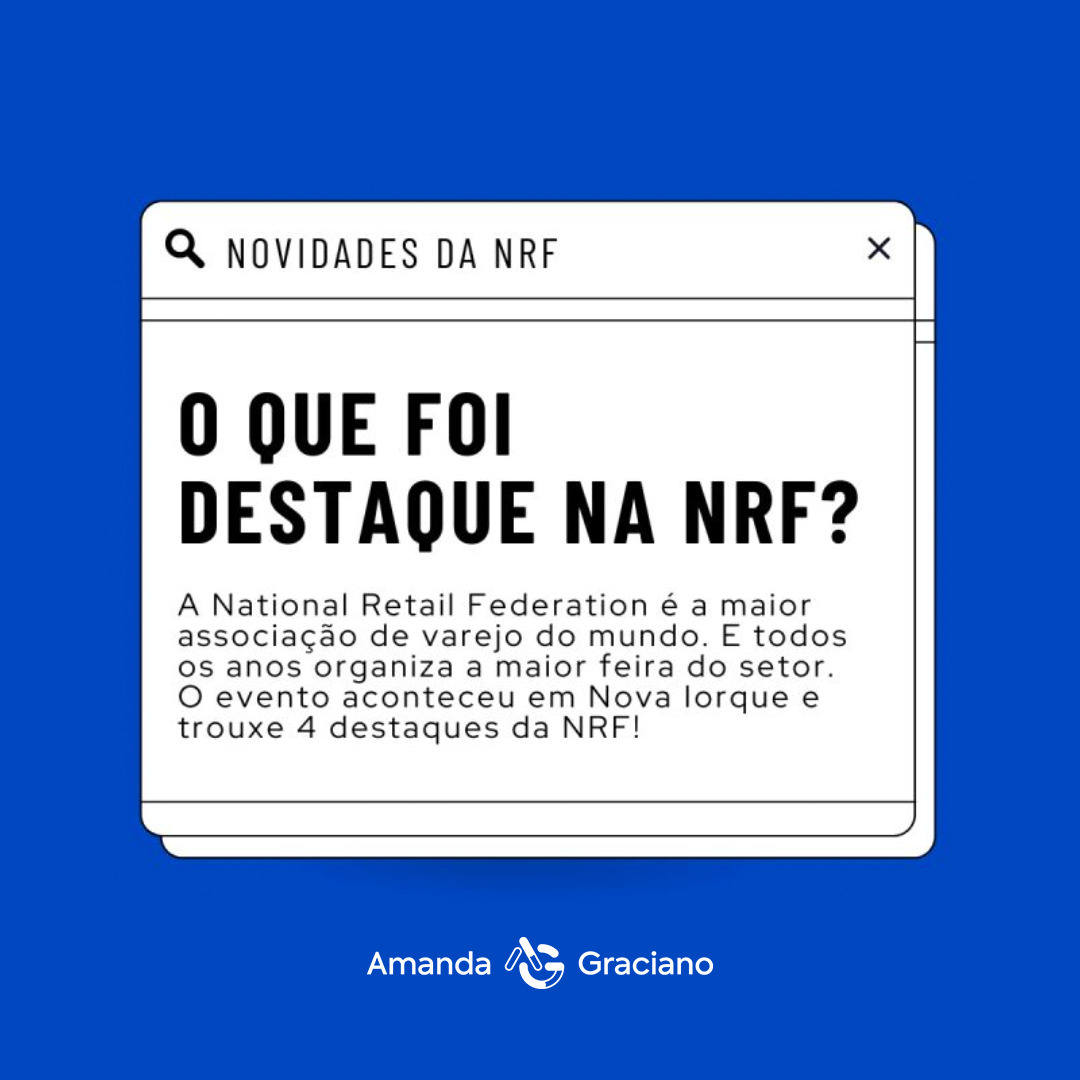 NOVIDADES DA NRF
O QUE FOI
DESTAQUE NA NRF?
A National Retail Federation é a maior
associação de varejo do mundo. E todos
os anos organiza a maior feira do setor.
O evento aconteceu em Nova Iorque e
trouxe 4 destaques da NRF!
Amanda AG Graciano